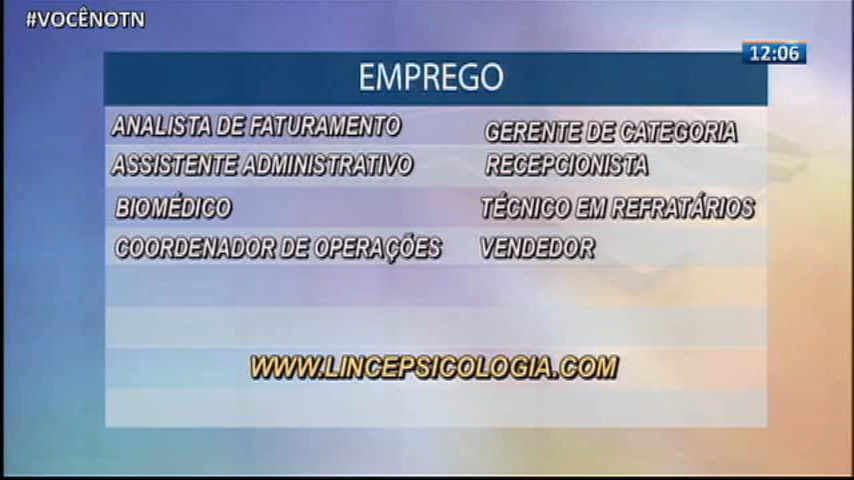 #VOCÊNOTN
12:06
EMPREGO
ANALISTA DE FATURAMENTO
ASSISTENTE ADMINISTRATIVO
BIOMÉDICO
COORDENADOR DE OPERAÇÕES
GERENTE DE CATEGORIA
RECEPCIONISTA
TÉCNICO EM REFRATÁRIOS
VENDEDOR
WWW.LINCEPSICOLOGIA.COM